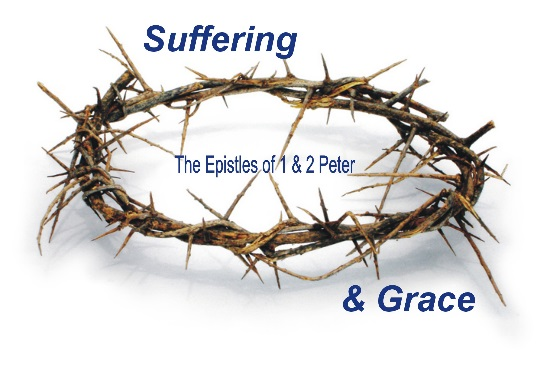 Suffering
The Epistles of 1 & 2 Peter
& Grace